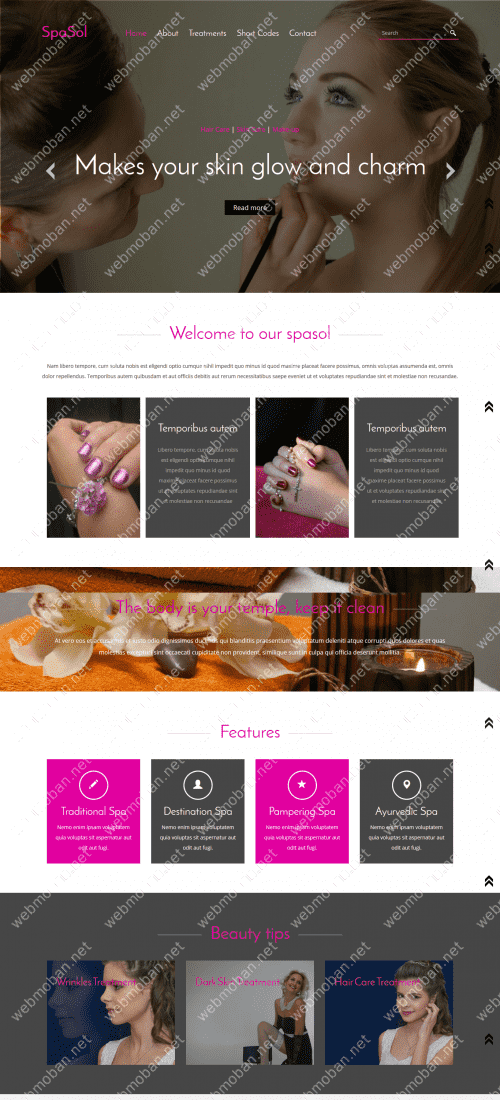 SpaSol
Home About Treatments Short Codes Contact
Search
Makes your skin glow and charm
Read more
Welcome to our spasol
Nam libero tempore, cum soluta nobis est eligendi optio cumque nihil impedit quo minus id quod maxime placeat facere possimus, omnis voluptas assumenda est, omnis
dolor repellendus. Temporibus autem quibusdam et aut officiis debitis aut rerum necessitatibus saepe eveniet ut et voluptates repudiandae sint et molestiae non recusandae.
Temporibus autem
Libero tempore, cum soluta nobis
est eligendi optio cumque nihil
impedit quo minus id quod
maxime placeat facere possimus
ut et voluptates repudiandae sint
et molestiae non recusandae.
Temporibus autem
Libero tempore, cum soluta nobis
est eligendi optio cumque nihil
impedit quo minus id quod
maxime placeat facere possimus
ut et voluptates repudiandae sint
et molestiae non recusandae.
The body is your temple, keep it clean
At vero eos et accusamus et iusto odio dignissimos ducimus qui blanditiis praesentium voluptatum deleniti atque corrupti quos dolores et quas
molestias excepturi sint occaecati cupiditate non provident, similique sunt in culpa qui officia deserunt mollitia.
Features
Traditional Spa
Nemo enim ipsam voluptatem
quia voluptas sit aspernatur aut
odit aut fugi.
Destination Spa
Nemo enim ipsam voluptatem
quia voluptas sit aspernatur aut
odit aut fugi.
Pampering Spa
Nemo enim ipsam voluptatem
quia voluptas sit aspernatur aut
odit aut fugi.
Ayurvedic Spa
Nemo enim ipsam voluptatem
quia voluptas sit aspernatur aut
odit aut fugi.
Beauty tips
Wrinkles Treatment
Dark Skin Treatment
Hair Care Treatment
webmoban.net